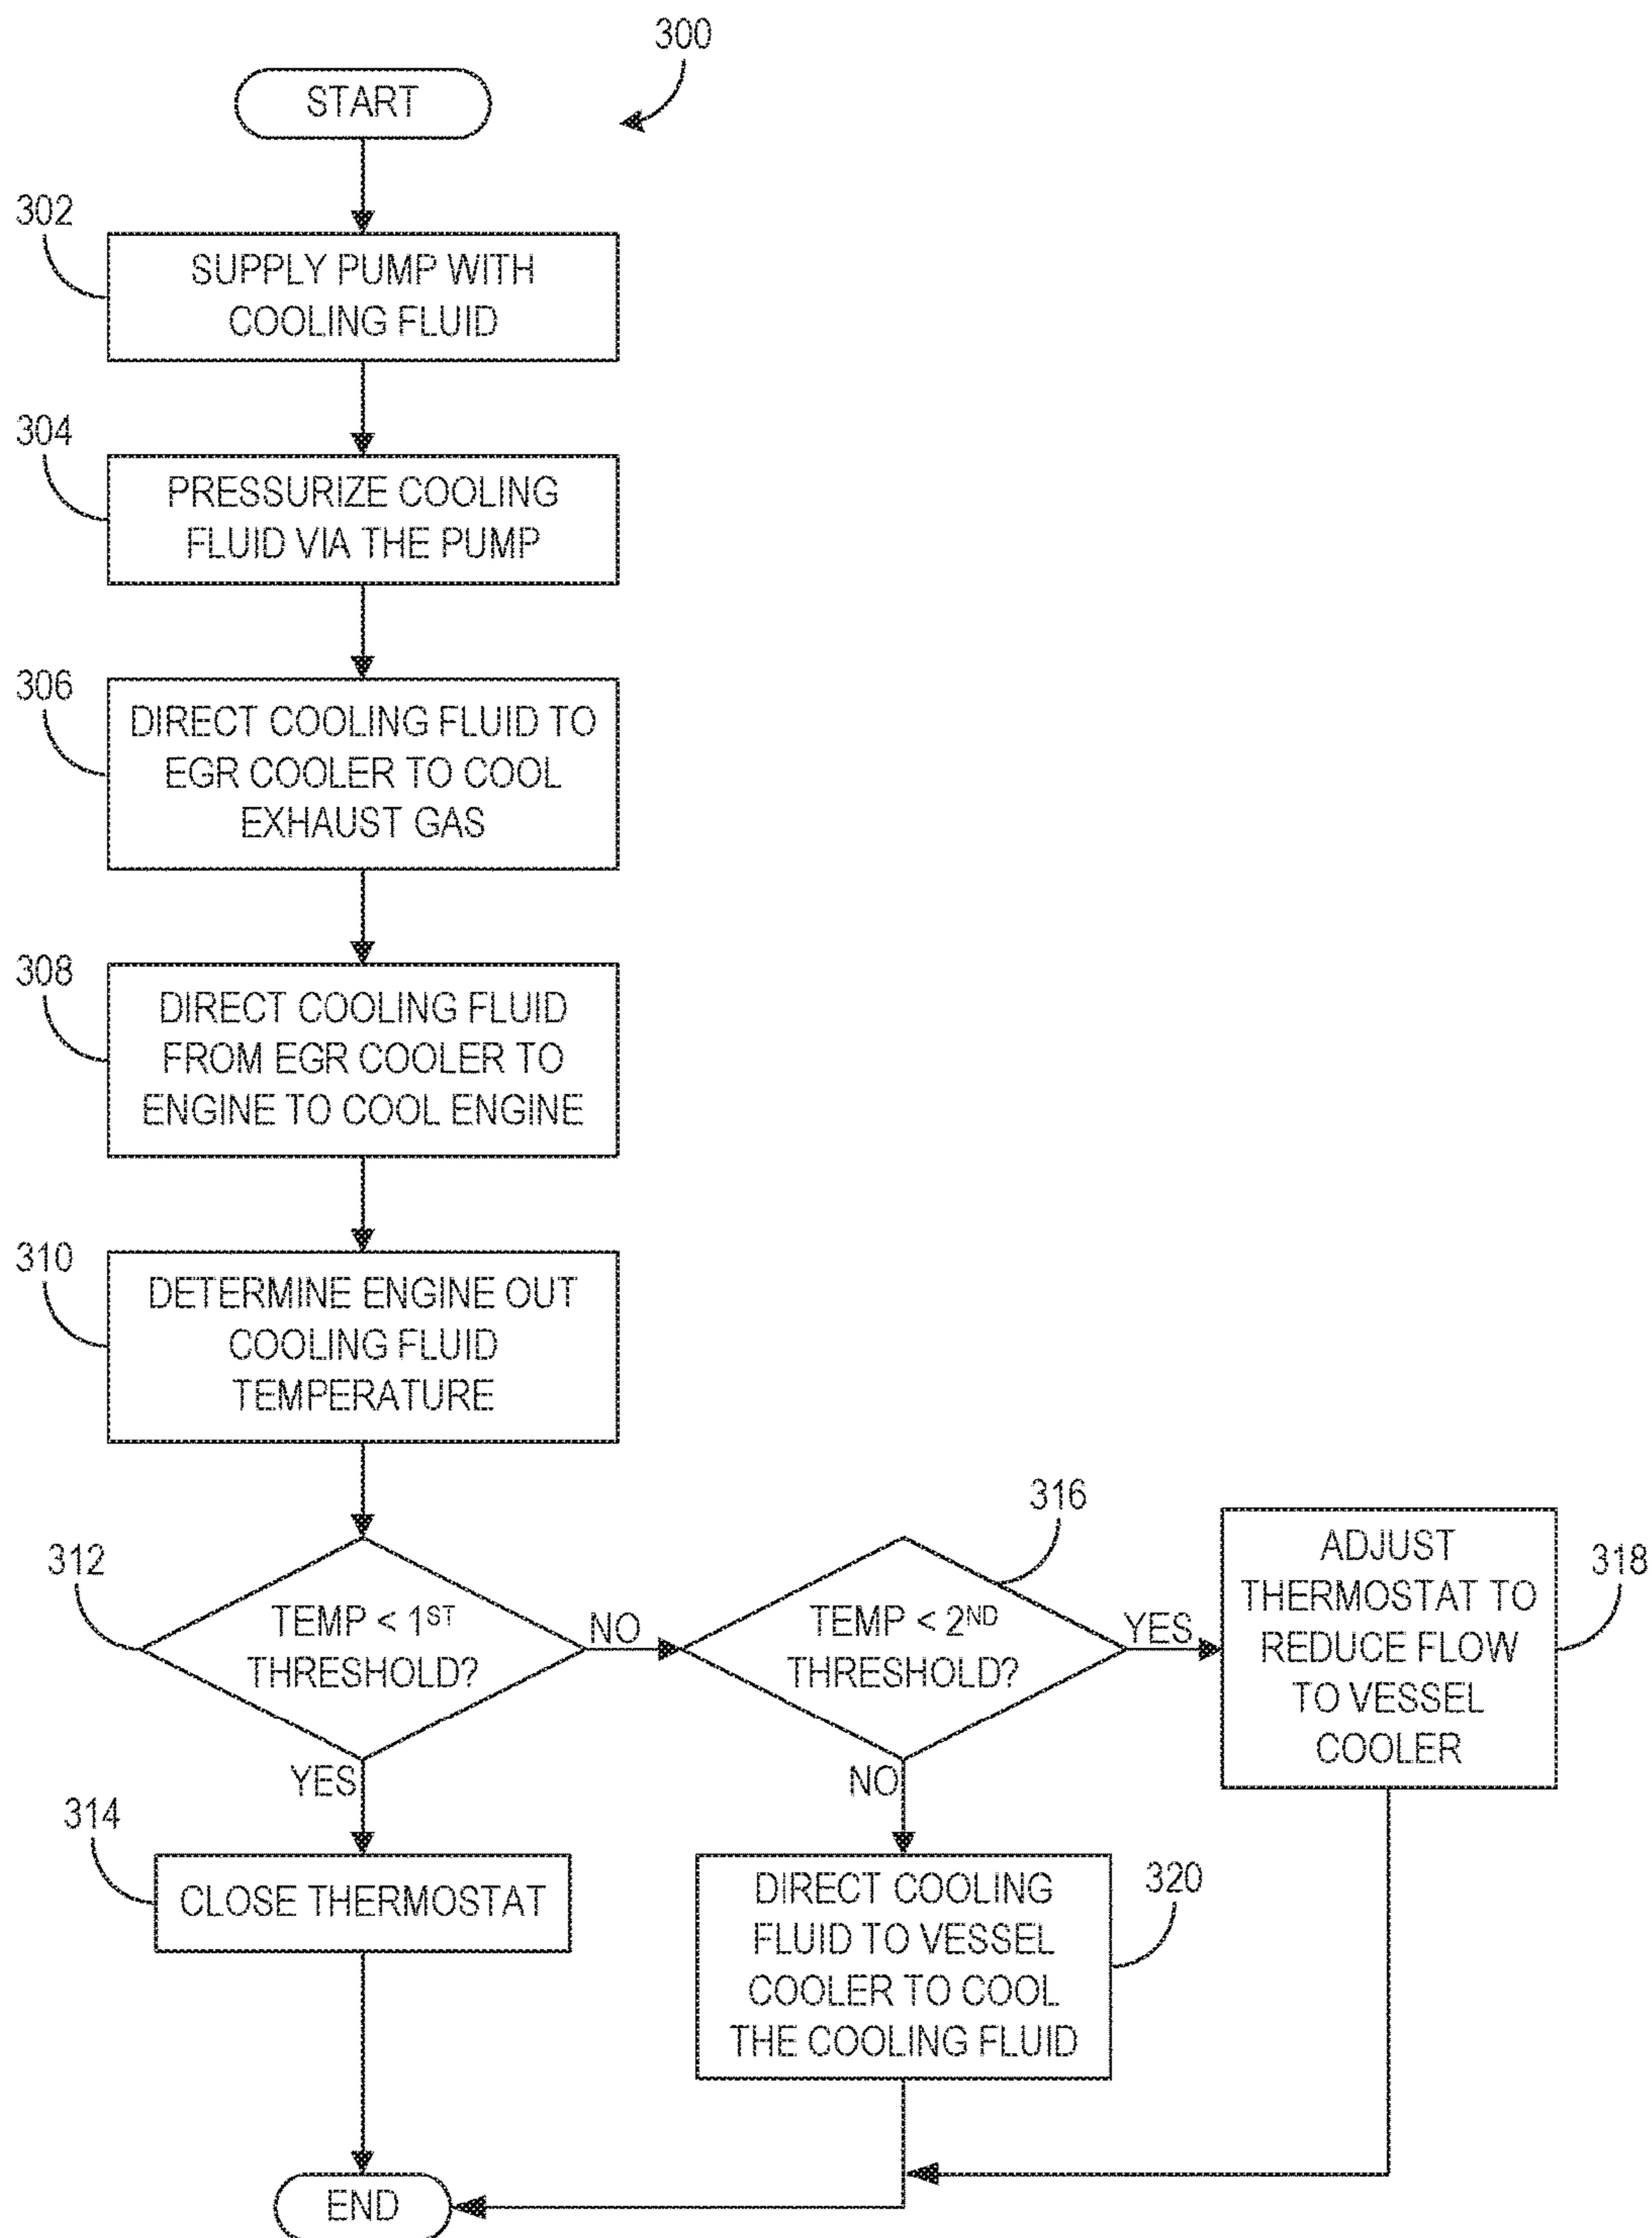 300
START
302
SUPPLY PUMP WITH
COOLING FLUID
304
PRESSURIZE COOLING
FLUID VIA THE PUMP
306
DIRECT COOLING FLUID TO
EGR COOLER TO COOL
EXHAUST GAS
308
DIRECT COOLING FLUID
FROM EGR COOLER TO
ENGINE TO COOL ENGINE
310
DETERMINE ENGINE OUT
COOLING FLUID
TEMPERATURE
312
TEMP < 1ST
THRESHOLD?
NO
316
TEMP < 2ND
THRESHOLD?
YES
318
ADJUST
THERMOSTAT TO
REDUCE FLOW
TO VESSEL
COOLER
YES
NO
314
CLOSE THERMOSTAT
320
DIRECT COOLING
FLUID TO VESSEL
COOLER TO COOL
THE COOLING FLUID
END